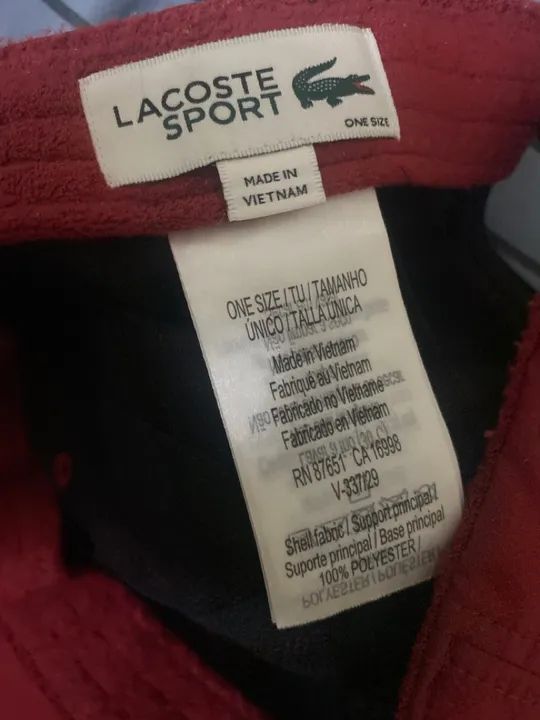 LACOSTE
SPORT
ONE SIZE
MADE IN
VIETNAM
ONE SIZE / TU / TAMANHO
ÚNICO / TALLA ÚNICA
Made in Vietnam
Fabriqué au Vietnam
Fabricado no Vietname
Fabricado en Vietnam
RN 87651 CA 16998
V-337/29
Shell fabric / Support principal /
Suporte principal / Base principal
100% POLYESTER /